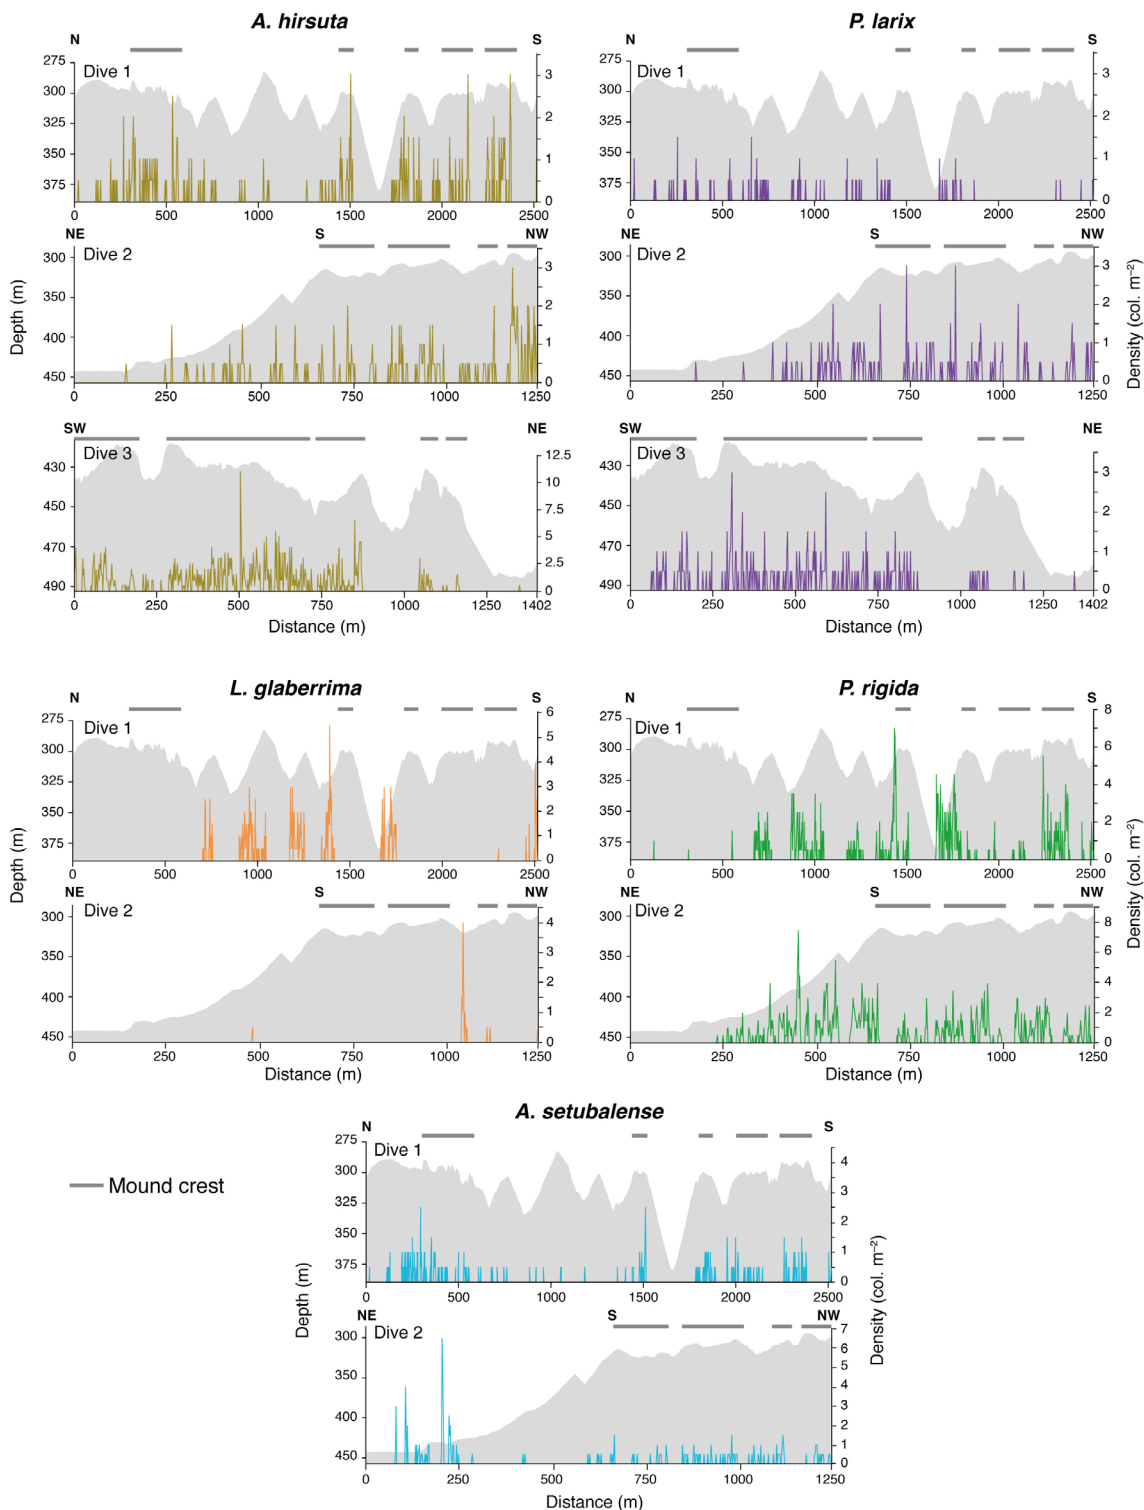 A. hirsuta
P. larix
N S N S
275 Dive 1 3 275 Dive 1 3
300 300
325 2 325 2
350 1 350 1
375 0 375 0
0 500 1000 1500 2000 2500 0 500 1000 1500 2000 2500
NE S NW NE S NW
300 Dive 2 3 300 Dive 2 3
350 2 350 2
400 1 400 1
450 0 450 0
0 250 500 750 1000 1250 0 250 500 750 1000 1250
Depth (m)
Density (col. m⁻²)
SW NE SW NE
Dive 3 12.5 Dive 3
430 10 430 3
450 7.5 450 2
470 5 470 1
490 2.5 490 0
0
0 250 500 750 1000 1250 1402 0 250 500 750 1000 1250 1402
Distance (m) Distance (m)
L. glaberrima
P. rigida
N S N S
275 Dive 1 6 275 Dive 1 8
300 5 300 6
325 4 325 4
350 3 350 2
375 2 375 0
1
0
0 500 1000 1500 2000 2500 0 500 1000 1500 2000 2500
NE S NW NE S NW
300 Dive 2 4 300 Dive 2 8
350 3 350 6
400 2 400 4
450 1 450 2
0 0
0 250 500 750 1000 1250 0 250 500 750 1000 1250
Depth (m)
Density (col. m⁻²)
Distance (m) Distance (m)
A. setubalense
N S
275 Dive 1 4
300 3
325 2
350 1
375 0
0 500 1000 1500 2000 2500
Mound crest
NE S NW
300 Dive 2 7
350 6
400 5
450 4
3
2
1
0
0 250 500 750 1000 1250
Depth (m)
Density (col. m⁻²)
Distance (m)